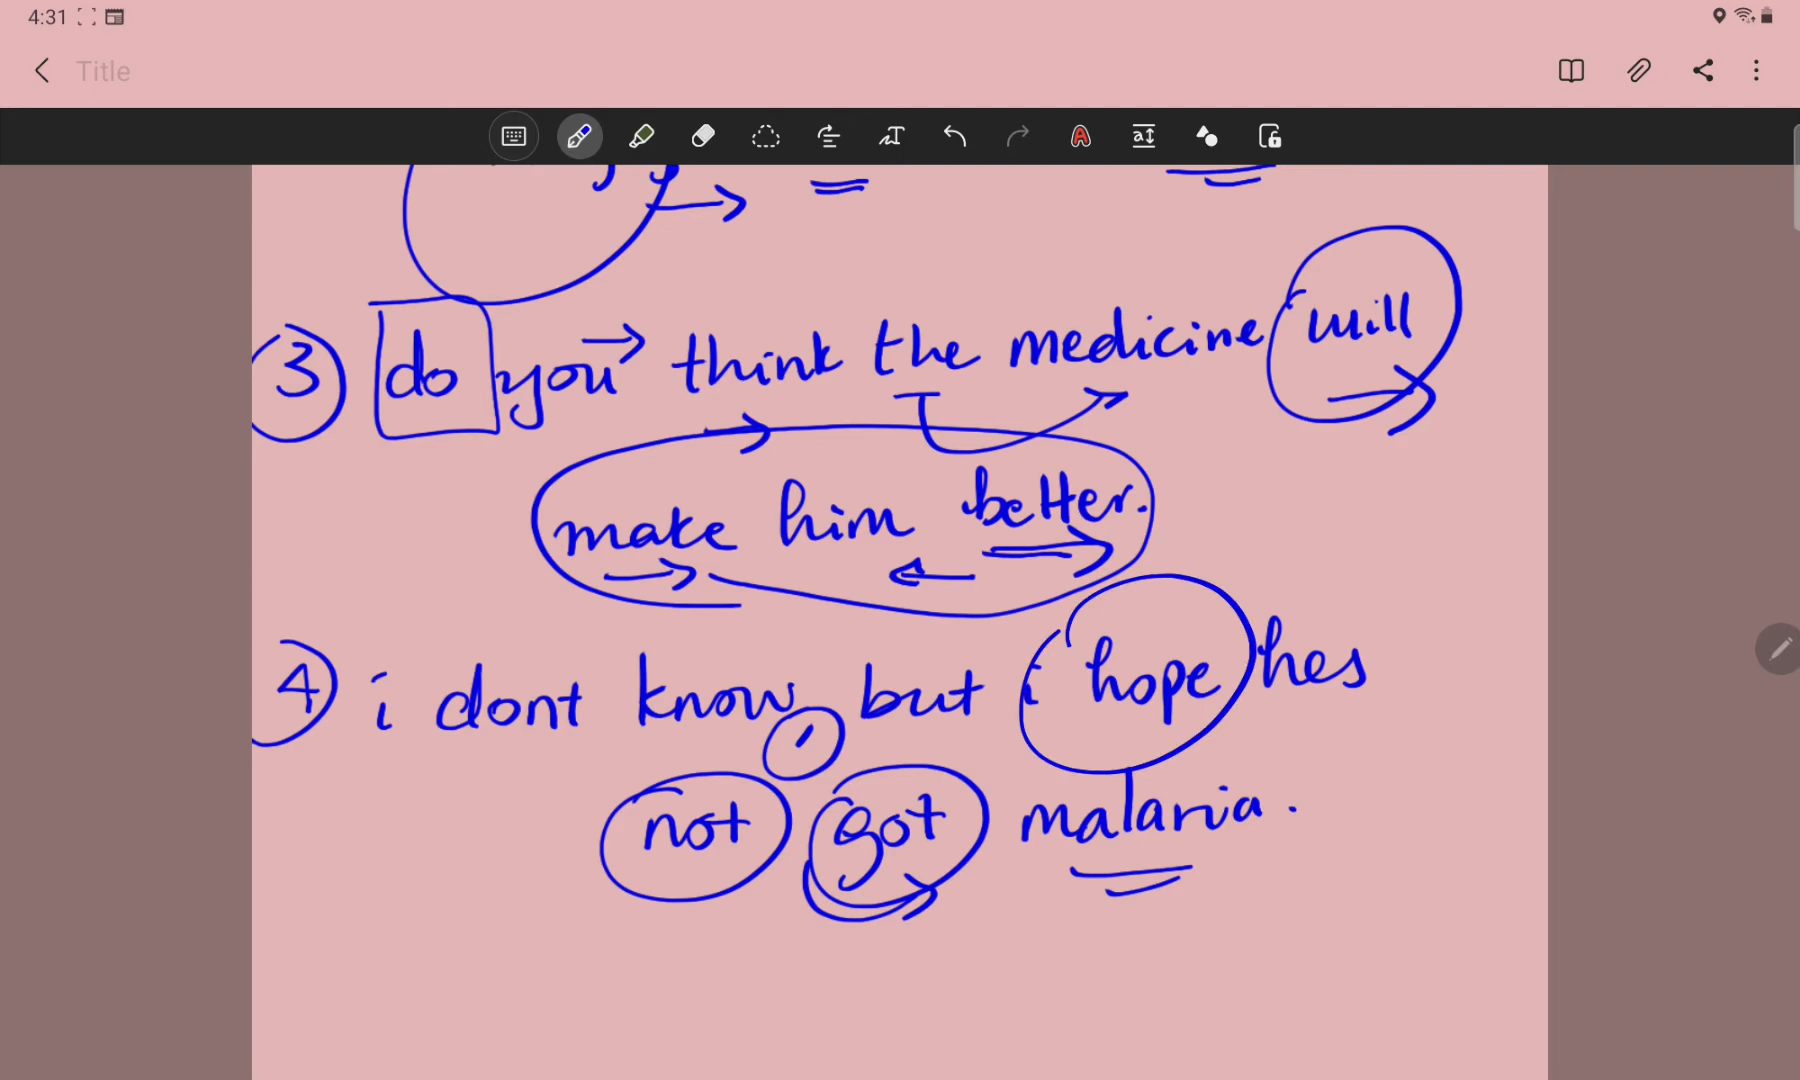 4:31
Title
3 do you think the medicine will
make him better.
4 i dont know, but i hope hes
not got malaria.